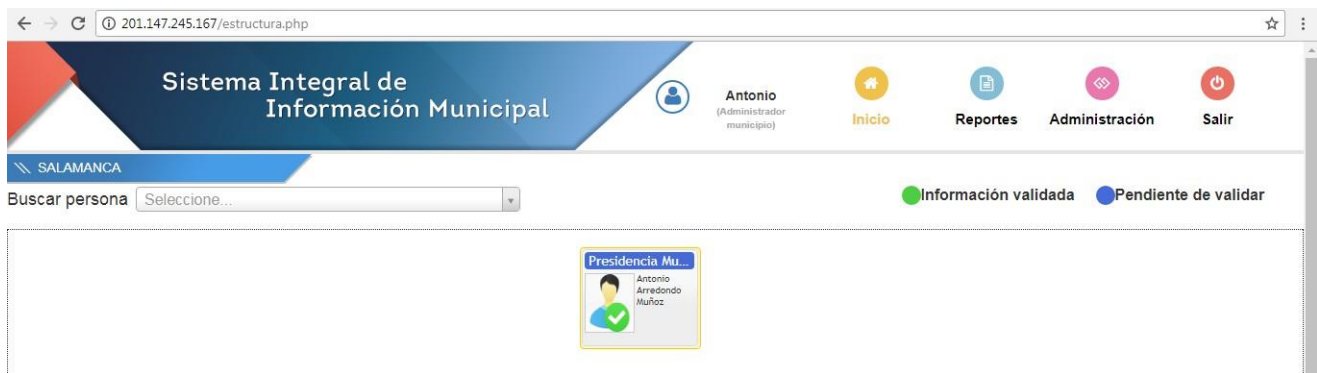 201.147.245.167/estructura.php
Sistema Integral de
Información Municipal
Antonio
(Administrador
municipio)
Inicio
Reportes
Administración
Salir
SALAMANCA
Buscar persona
Seleccione...
Información validada
Pendiente de validar
Presidencia Mu...
Antonio
Arredondo
Muñoz